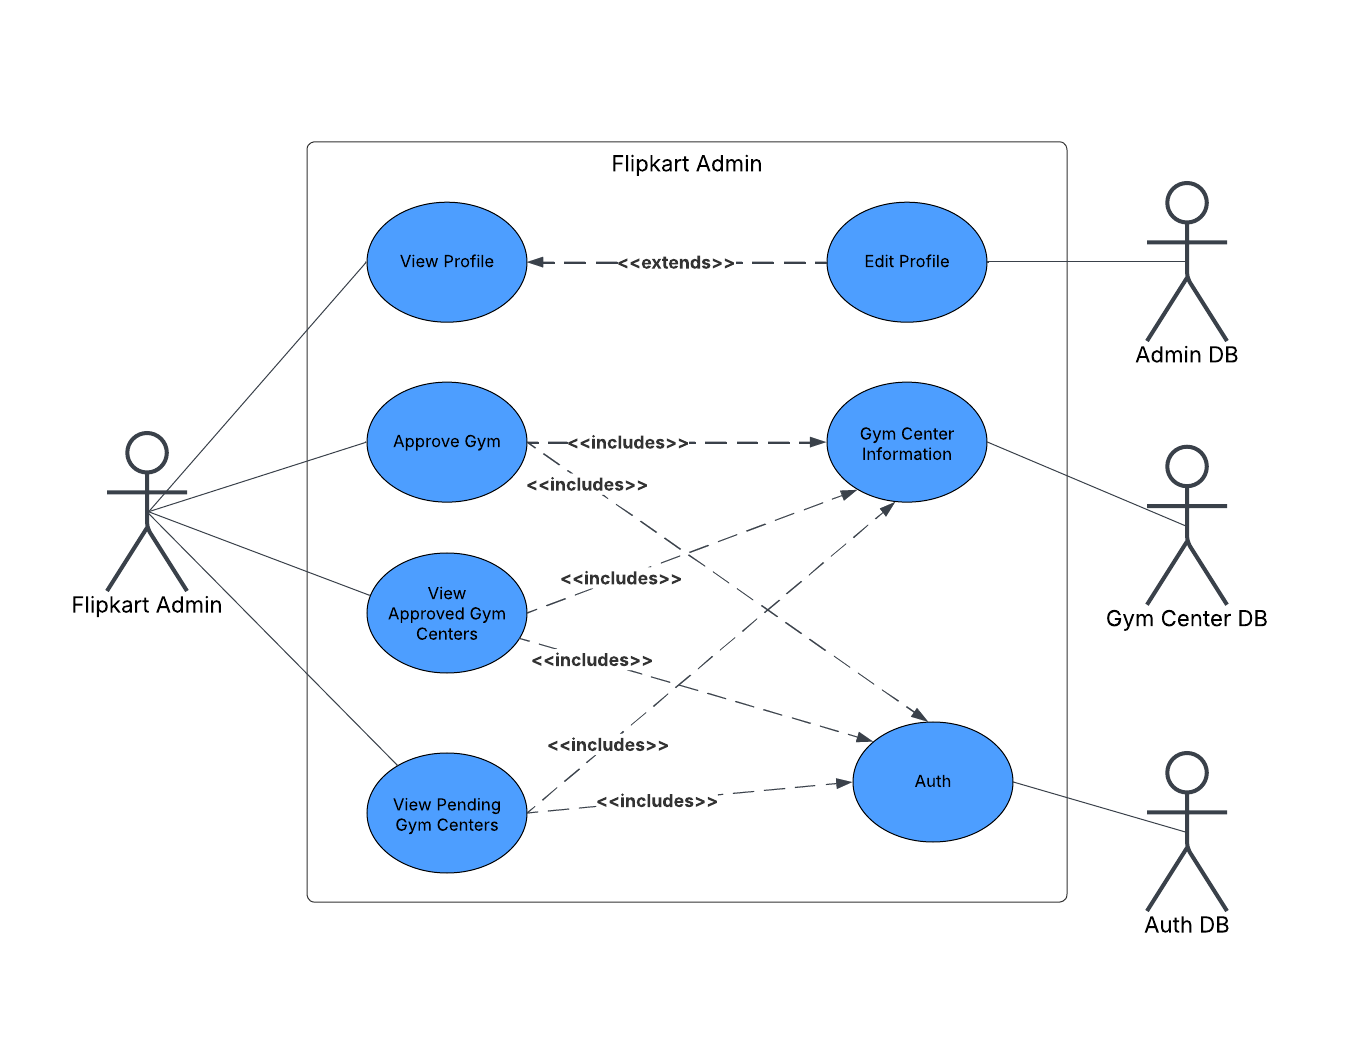 Flipkart Admin
View Profile
<<extends>>
Edit Profile
Admin DB
Approve Gym
<<includes>>
Gym Center
Information
<<includes>>
Flipkart Admin
View
Approved Gym
Centers
<<includes>>
<<includes>>
Gym Center DB
<<includes>>
View Pending
Gym Centers
<<includes>>
Auth
Auth DB